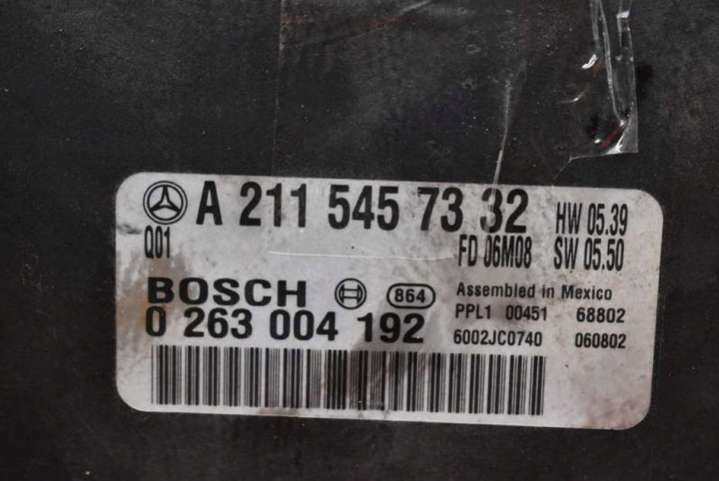 A 211 545 73 32 HW 05.39
Q01 FD 06M08 SW 05.50
BOSCH 864 Assembled in Mexico
0 263 004 192 PPL1 00451 68802
6002JC0740 060802